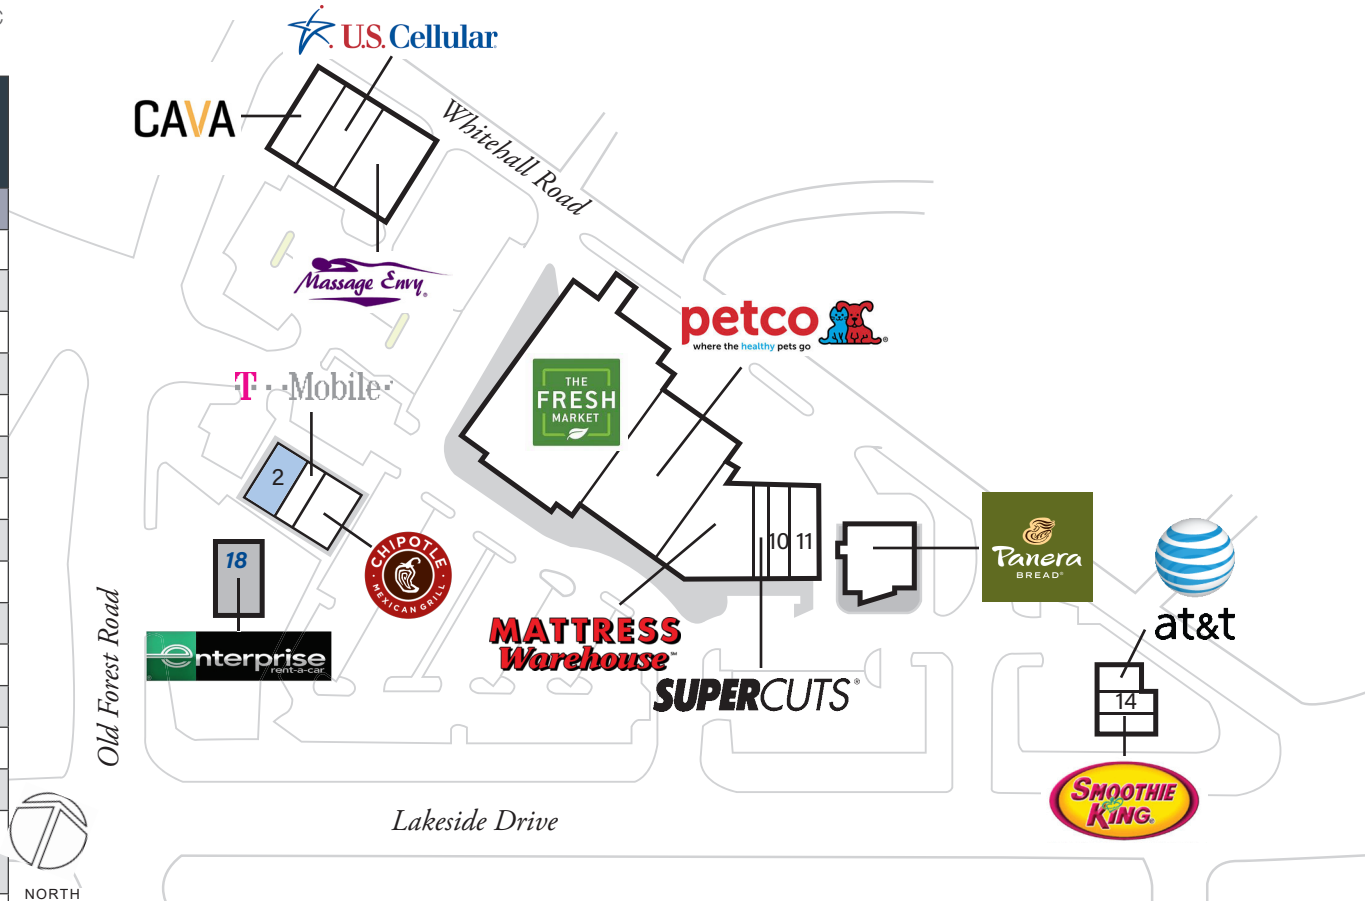 U.S. Cellular
CAVA
Whitehall Road
Massage Envy
petco
where the healthy pets go
THE
FRESH
MARKET
T-Mobile
2
CHIPOTLE
MEXICAN GRILL
18
enterprise
rent-a-car
10 11
Panera
BREAD®
at&t
MATTRESS
Warehouse℠
SUPERCUTS®
14
SMOOTHIE
KING®
Old Forest Road
Lakeside Drive
NORTH